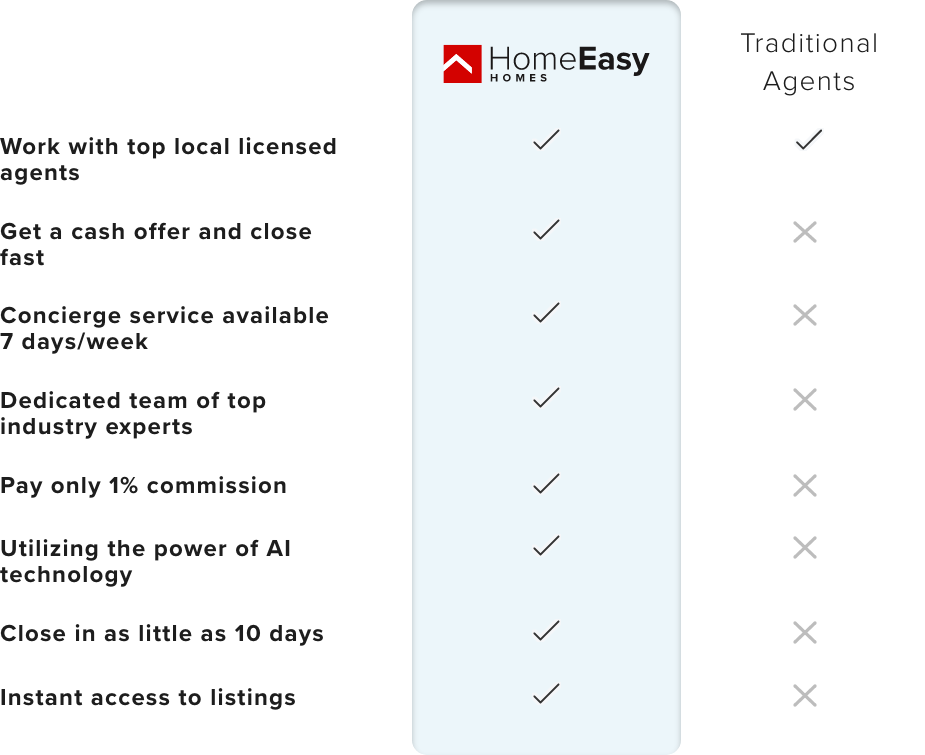 HomeEasy
HOMES
Traditional
Agents
Work with top local licensed
agents
Get a cash offer and close
fast
Concierge service available
7 days/week
Dedicated team of top
industry experts
Pay only 1% commission
Utilizing the power of AI
technology
Close in as little as 10 days
Instant access to listings